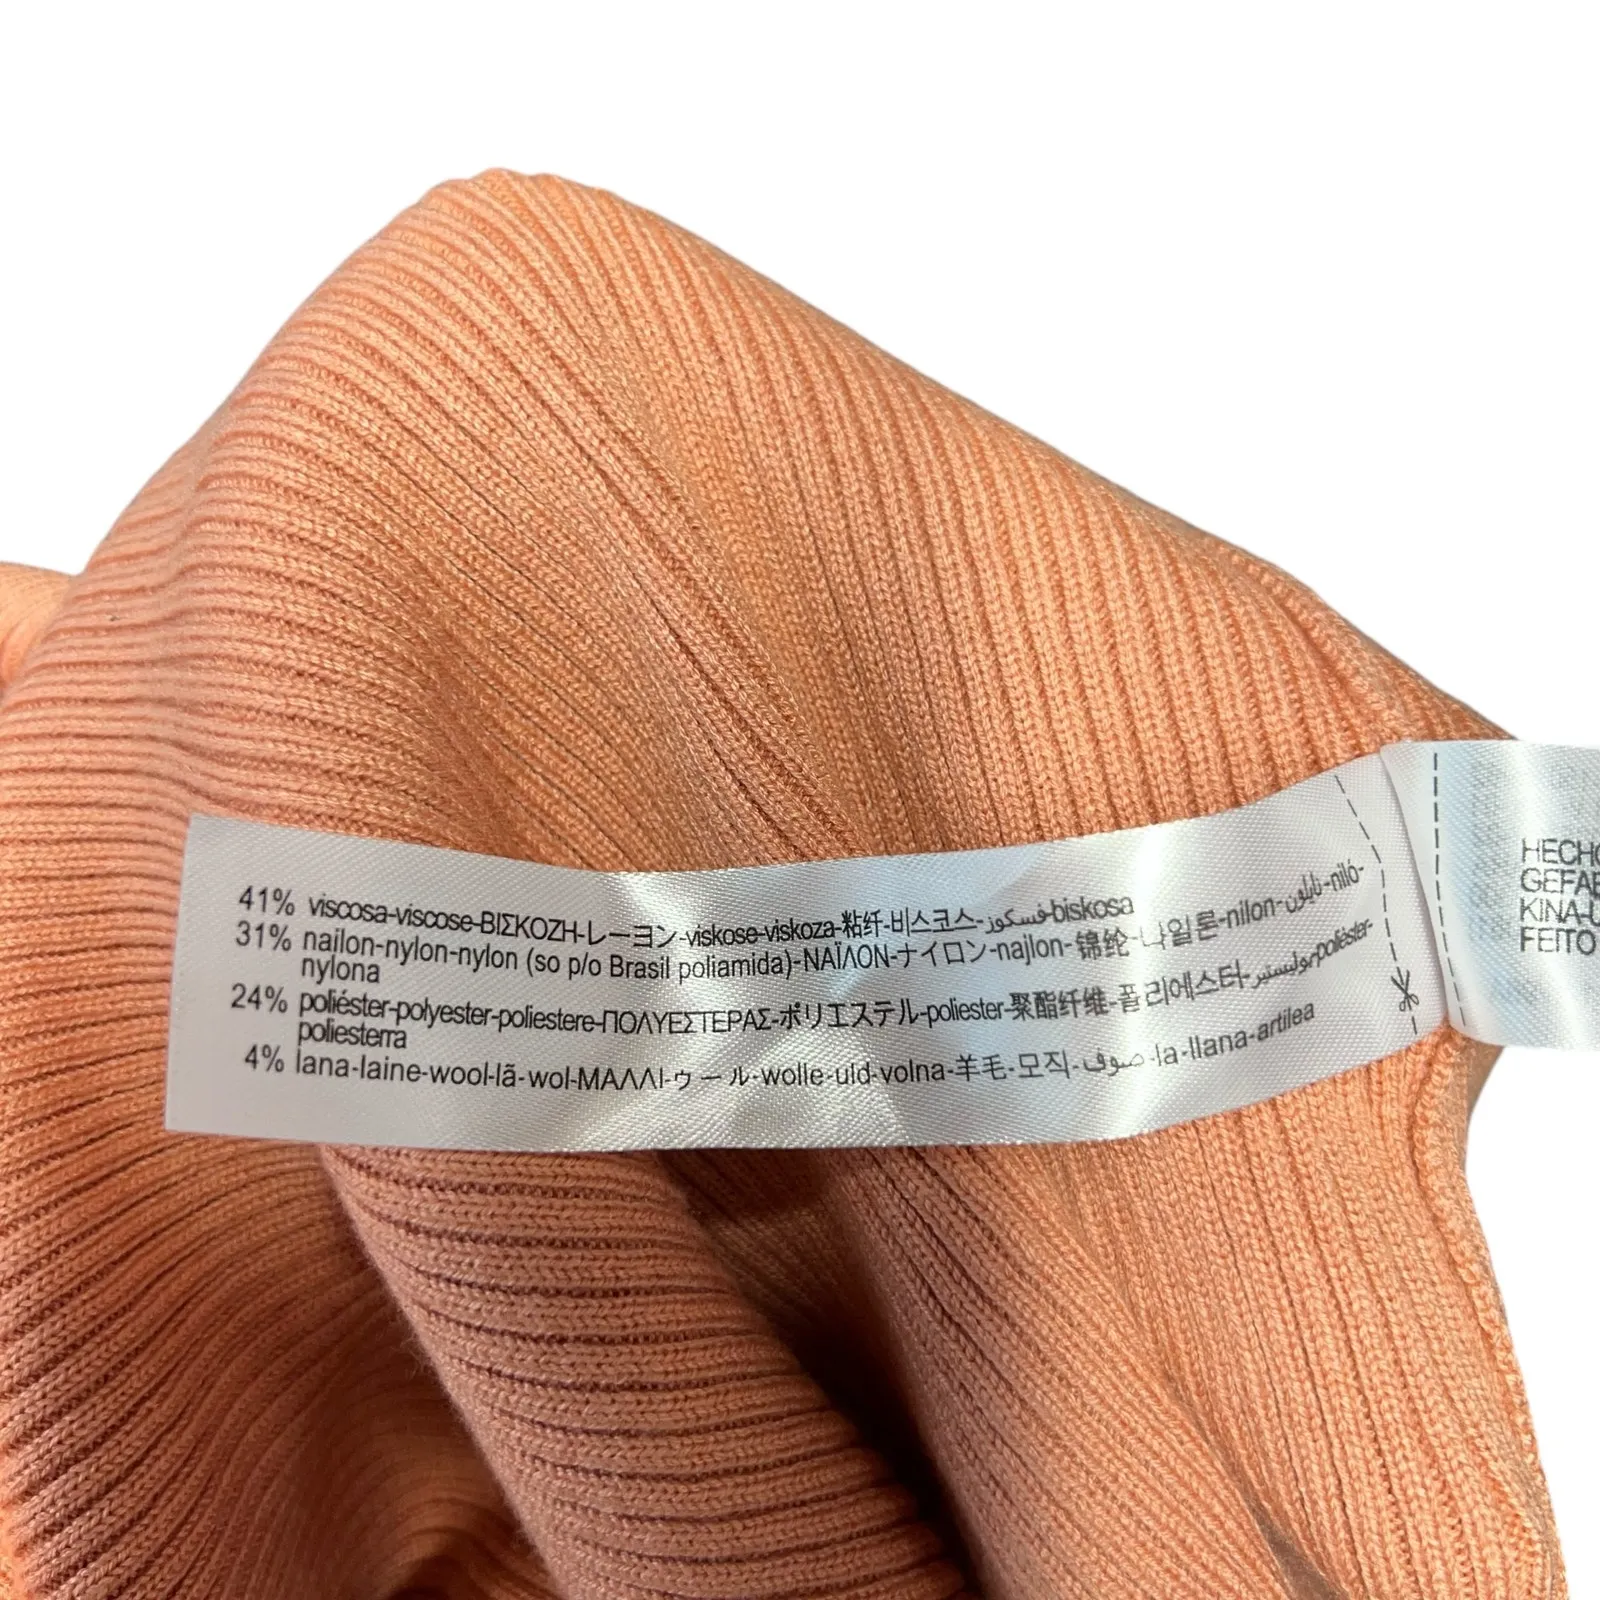 41% viscosa-viscose-ΒΙΣΚΟΖΗ-レーヨン-viskose-viskoza-粘纤-비스코스-فسكوز-biskosa
31% nailon-nylon-nylon (so p/o Brasil poliamida)-ΝΑΪΛΟΝ-ナイロン-najlon-锦纶-나일론-nilon-نايلون-niló-
nylona
24% poliéster-polyester-poliestere-ΠΟΛΥΕΣΤΕΡΑΣ-ポリエステル-poliester-聚酯纤维-폴리에스터-بوليستير-poliéster-
poliesterra
4% lana-laine-wool-lã-wol-ΜΑΛΛΙ-ウール-wolle-uld-volna-羊毛-모직-صوف-la-llana-artilea
HECHO
GEFAB
KINA-U
FEITO